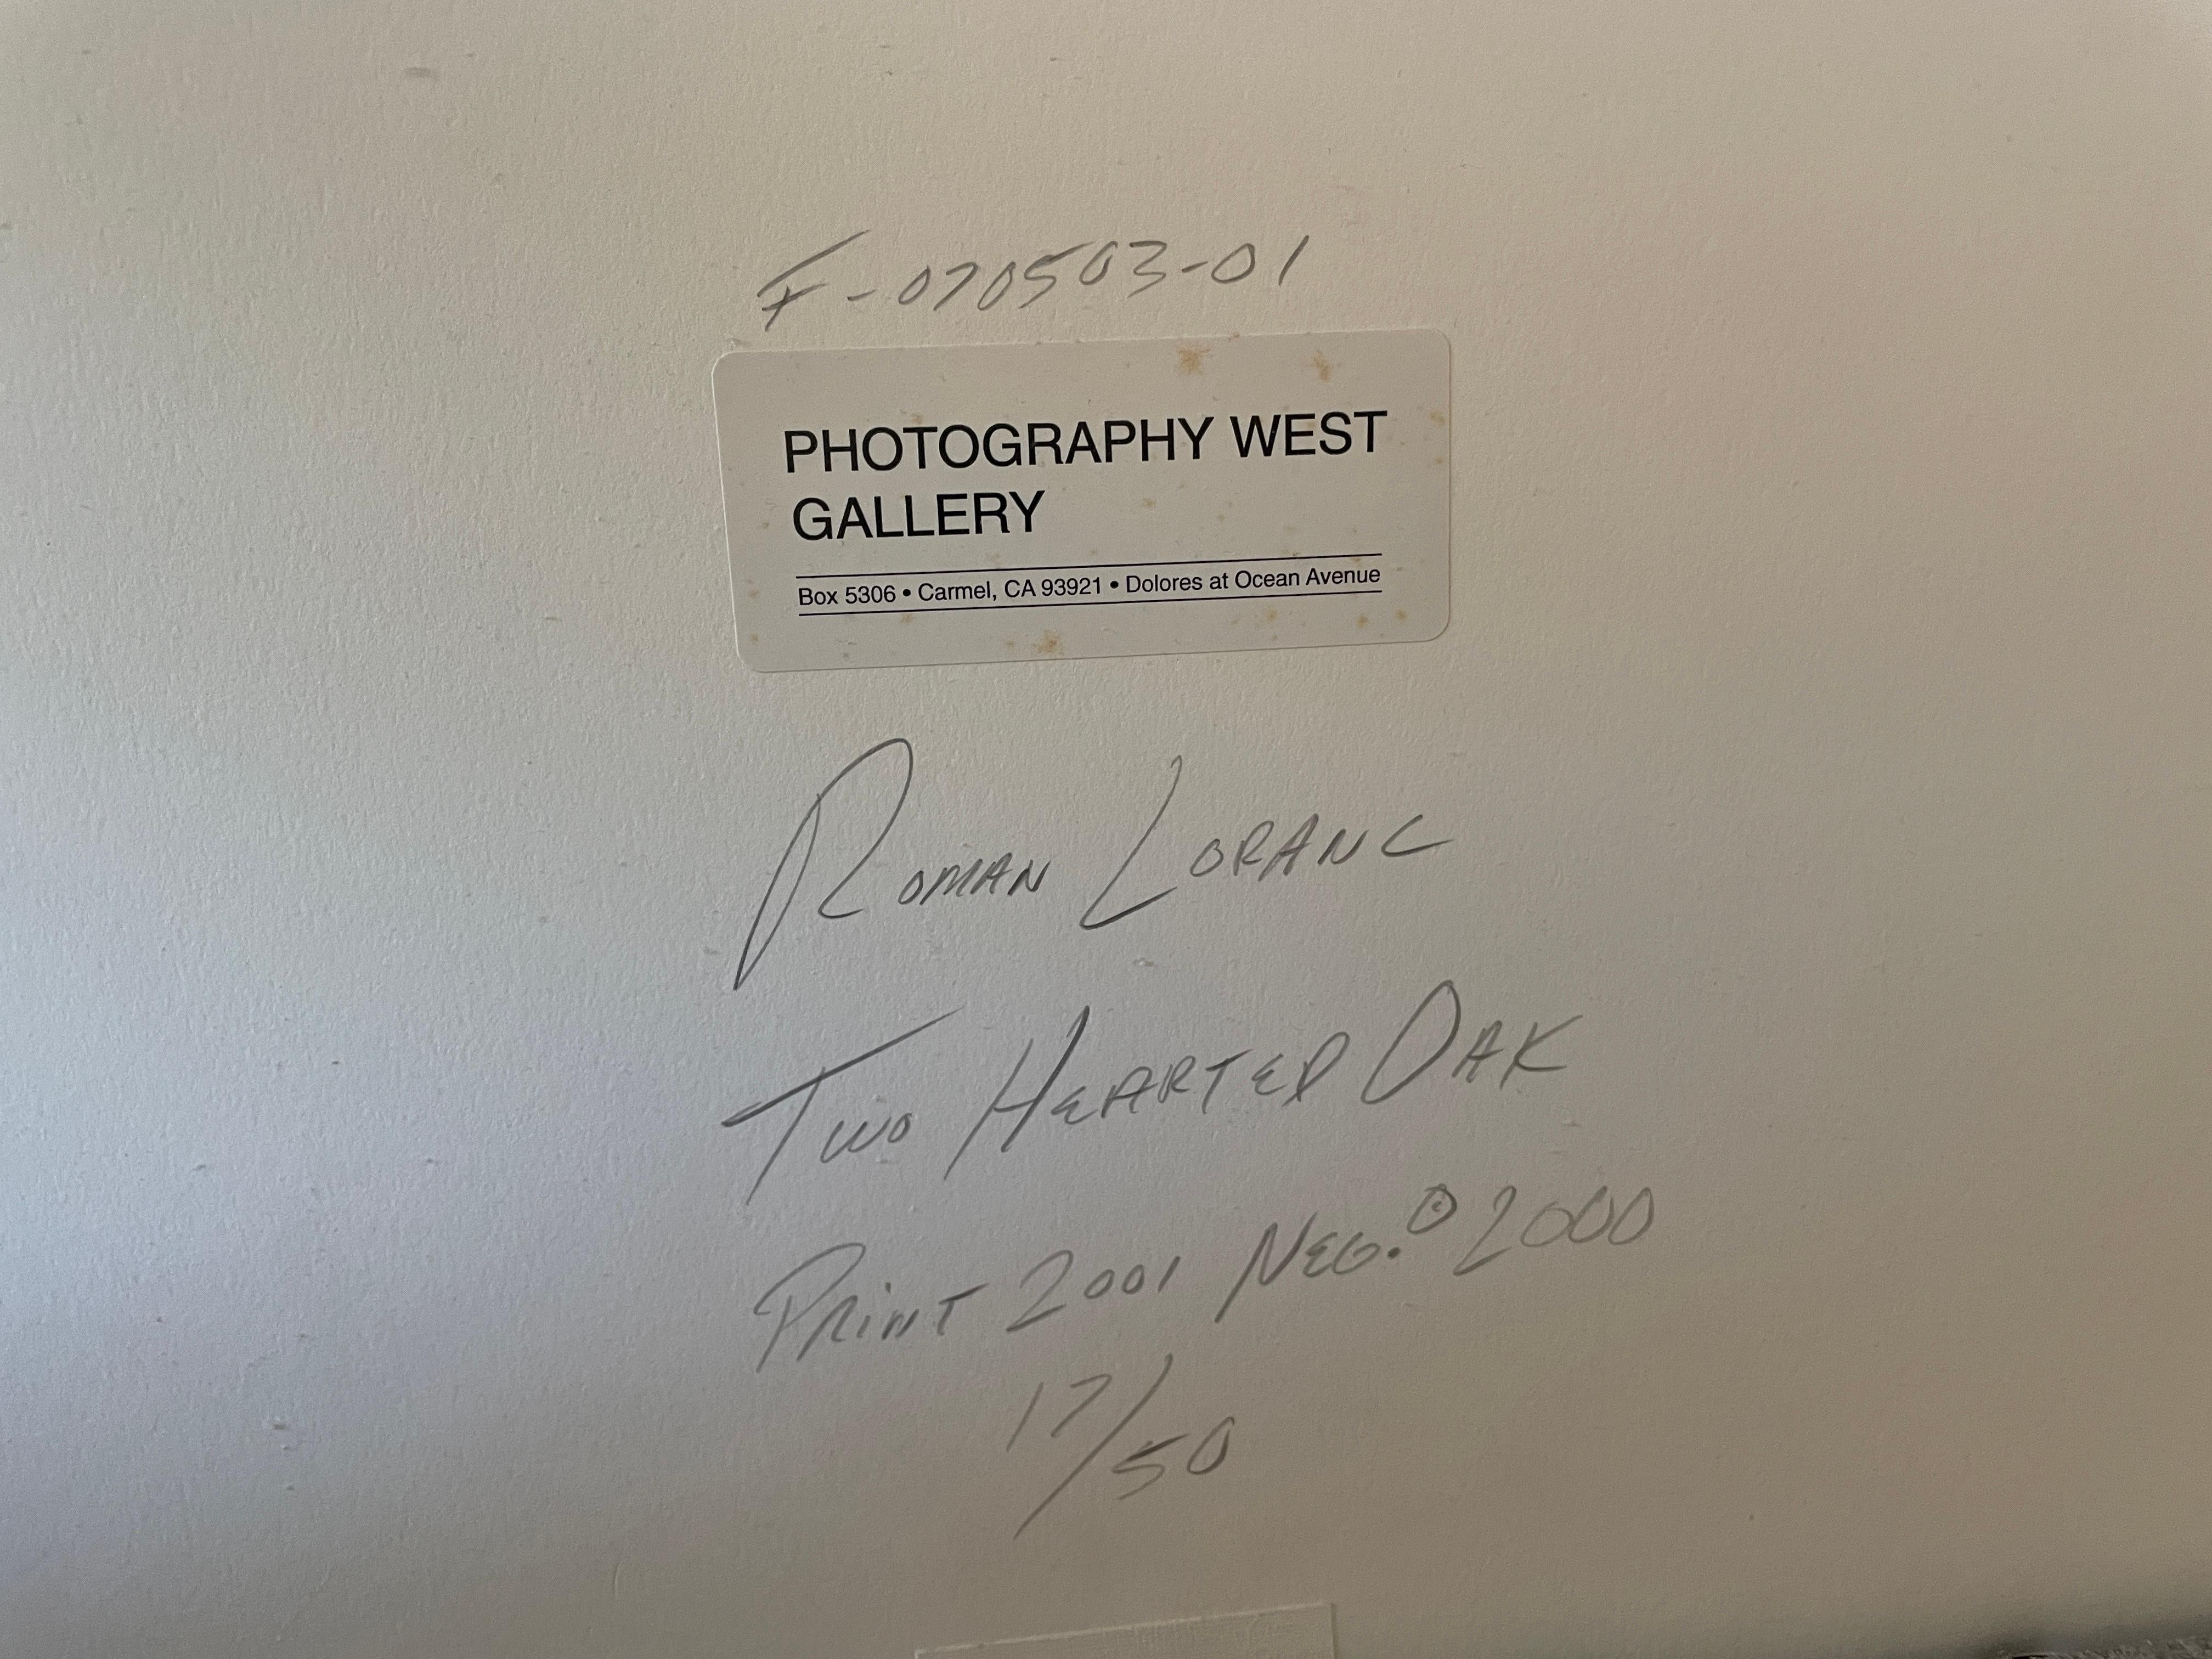 F-070503-01
PHOTOGRAPHY WEST
GALLERY
Box 5306 • Carmel, CA 93921 • Dolores at Ocean Avenue
ROMAN LORANC
TWO HEARTED OAK
PRiNT 2001 NEG. © 2000
17/50